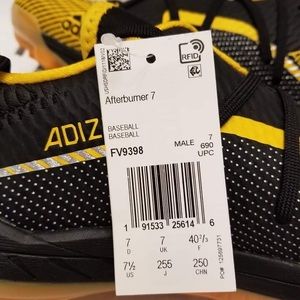 RFID
Afterburner 7
BASEBALL
BASEBALL
FV9398
MALE 7
690
UPC
ADIZ
1 91533 25614 6
7 7 40²/³
D UK F
7½ 255 250
US J CHN